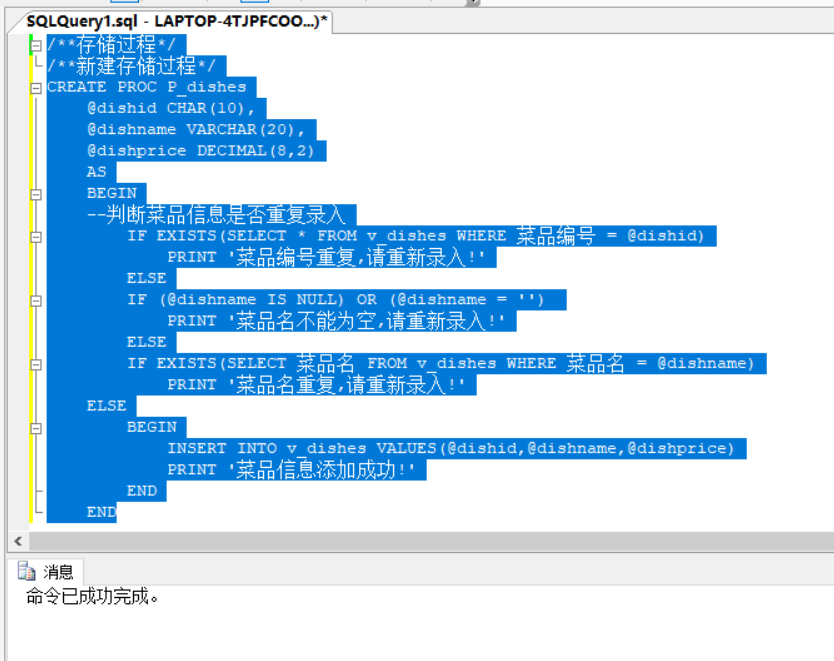 SQLQuery1.sql - LAPTOP-4TJPFCOO...)*
/**存储过程*/
/**新建存储过程*/
CREATE PROC P_dishes
@dishid CHAR(10),
@dishname VARCHAR(20),
@dishprice DECIMAL(8,2)
AS
BEGIN
--判断菜品信息是否重复录入
IF EXISTS(SELECT * FROM v_dishes WHERE 菜品编号 = @dishid)
PRINT '菜品编号重复,请重新录入!'
ELSE
IF (@dishname IS NULL) OR (@dishname = '')
PRINT '菜品名不能为空,请重新录入!'
ELSE
IF EXISTS(SELECT 菜品名 FROM v_dishes WHERE 菜品名 = @dishname)
PRINT '菜品名重复,请重新录入!'
ELSE
BEGIN
INSERT INTO v_dishes VALUES(@dishid,@dishname,@dishprice)
PRINT '菜品信息添加成功!'
END
END
消息
命令已成功完成。